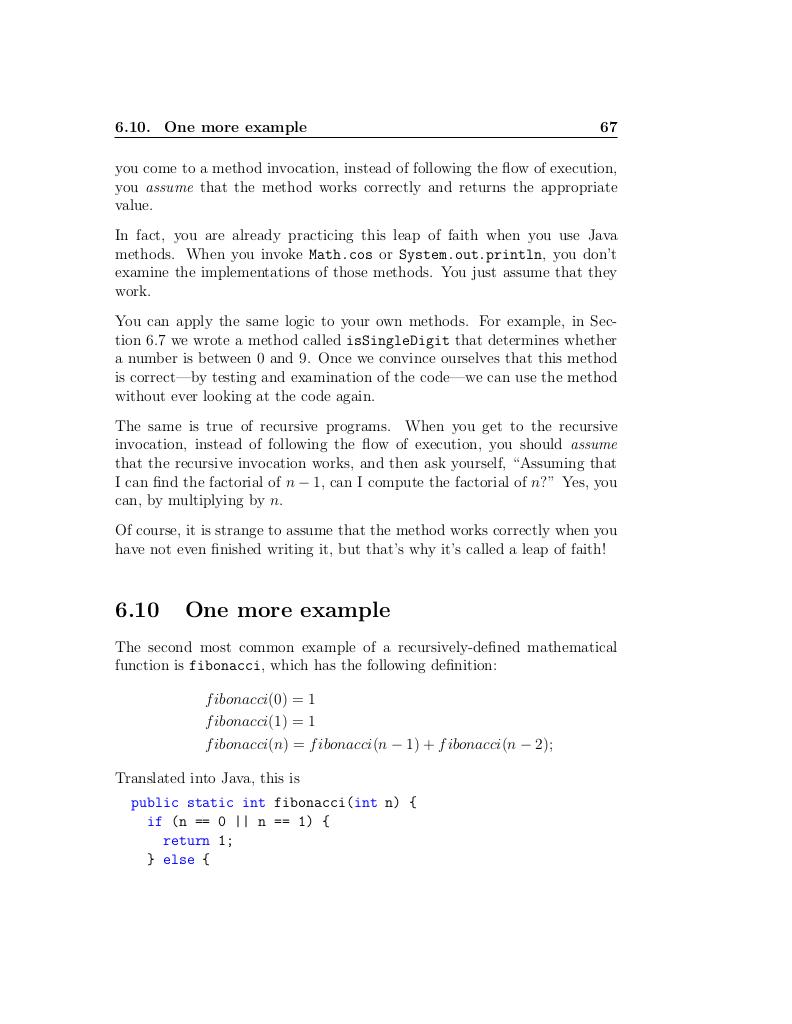 6.10. One more example 67
you come to a method invocation, instead of following the flow of execution,
you assume that the method works correctly and returns the appropriate
value.
In fact, you are already practicing this leap of faith when you use Java
methods. When you invoke Math.cos or System.out.println, you don't
examine the implementations of those methods. You just assume that they
work.
You can apply the same logic to your own methods. For example, in Sec-
tion 6.7 we wrote a method called isSingleDigit that determines whether
a number is between 0 and 9. Once we convince ourselves that this method
is correct—by testing and examination of the code—we can use the method
without ever looking at the code again.
The same is true of recursive programs. When you get to the recursive
invocation, instead of following the flow of execution, you should assume
that the recursive invocation works, and then ask yourself, “Assuming that
I can find the factorial of n − 1, can I compute the factorial of n?” Yes, you
can, by multiplying by n.
Of course, it is strange to assume that the method works correctly when you
have not even finished writing it, but that's why it's called a leap of faith!
6.10 One more example
The second most common example of a recursively-defined mathematical
function is fibonacci, which has the following definition:
fibonacci(0) = 1
fibonacci(1) = 1
fibonacci(n) = fibonacci(n − 1) + fibonacci(n − 2);
Translated into Java, this is
public static int fibonacci(int n) {
if (n == 0 || n == 1) {
return 1;
} else {